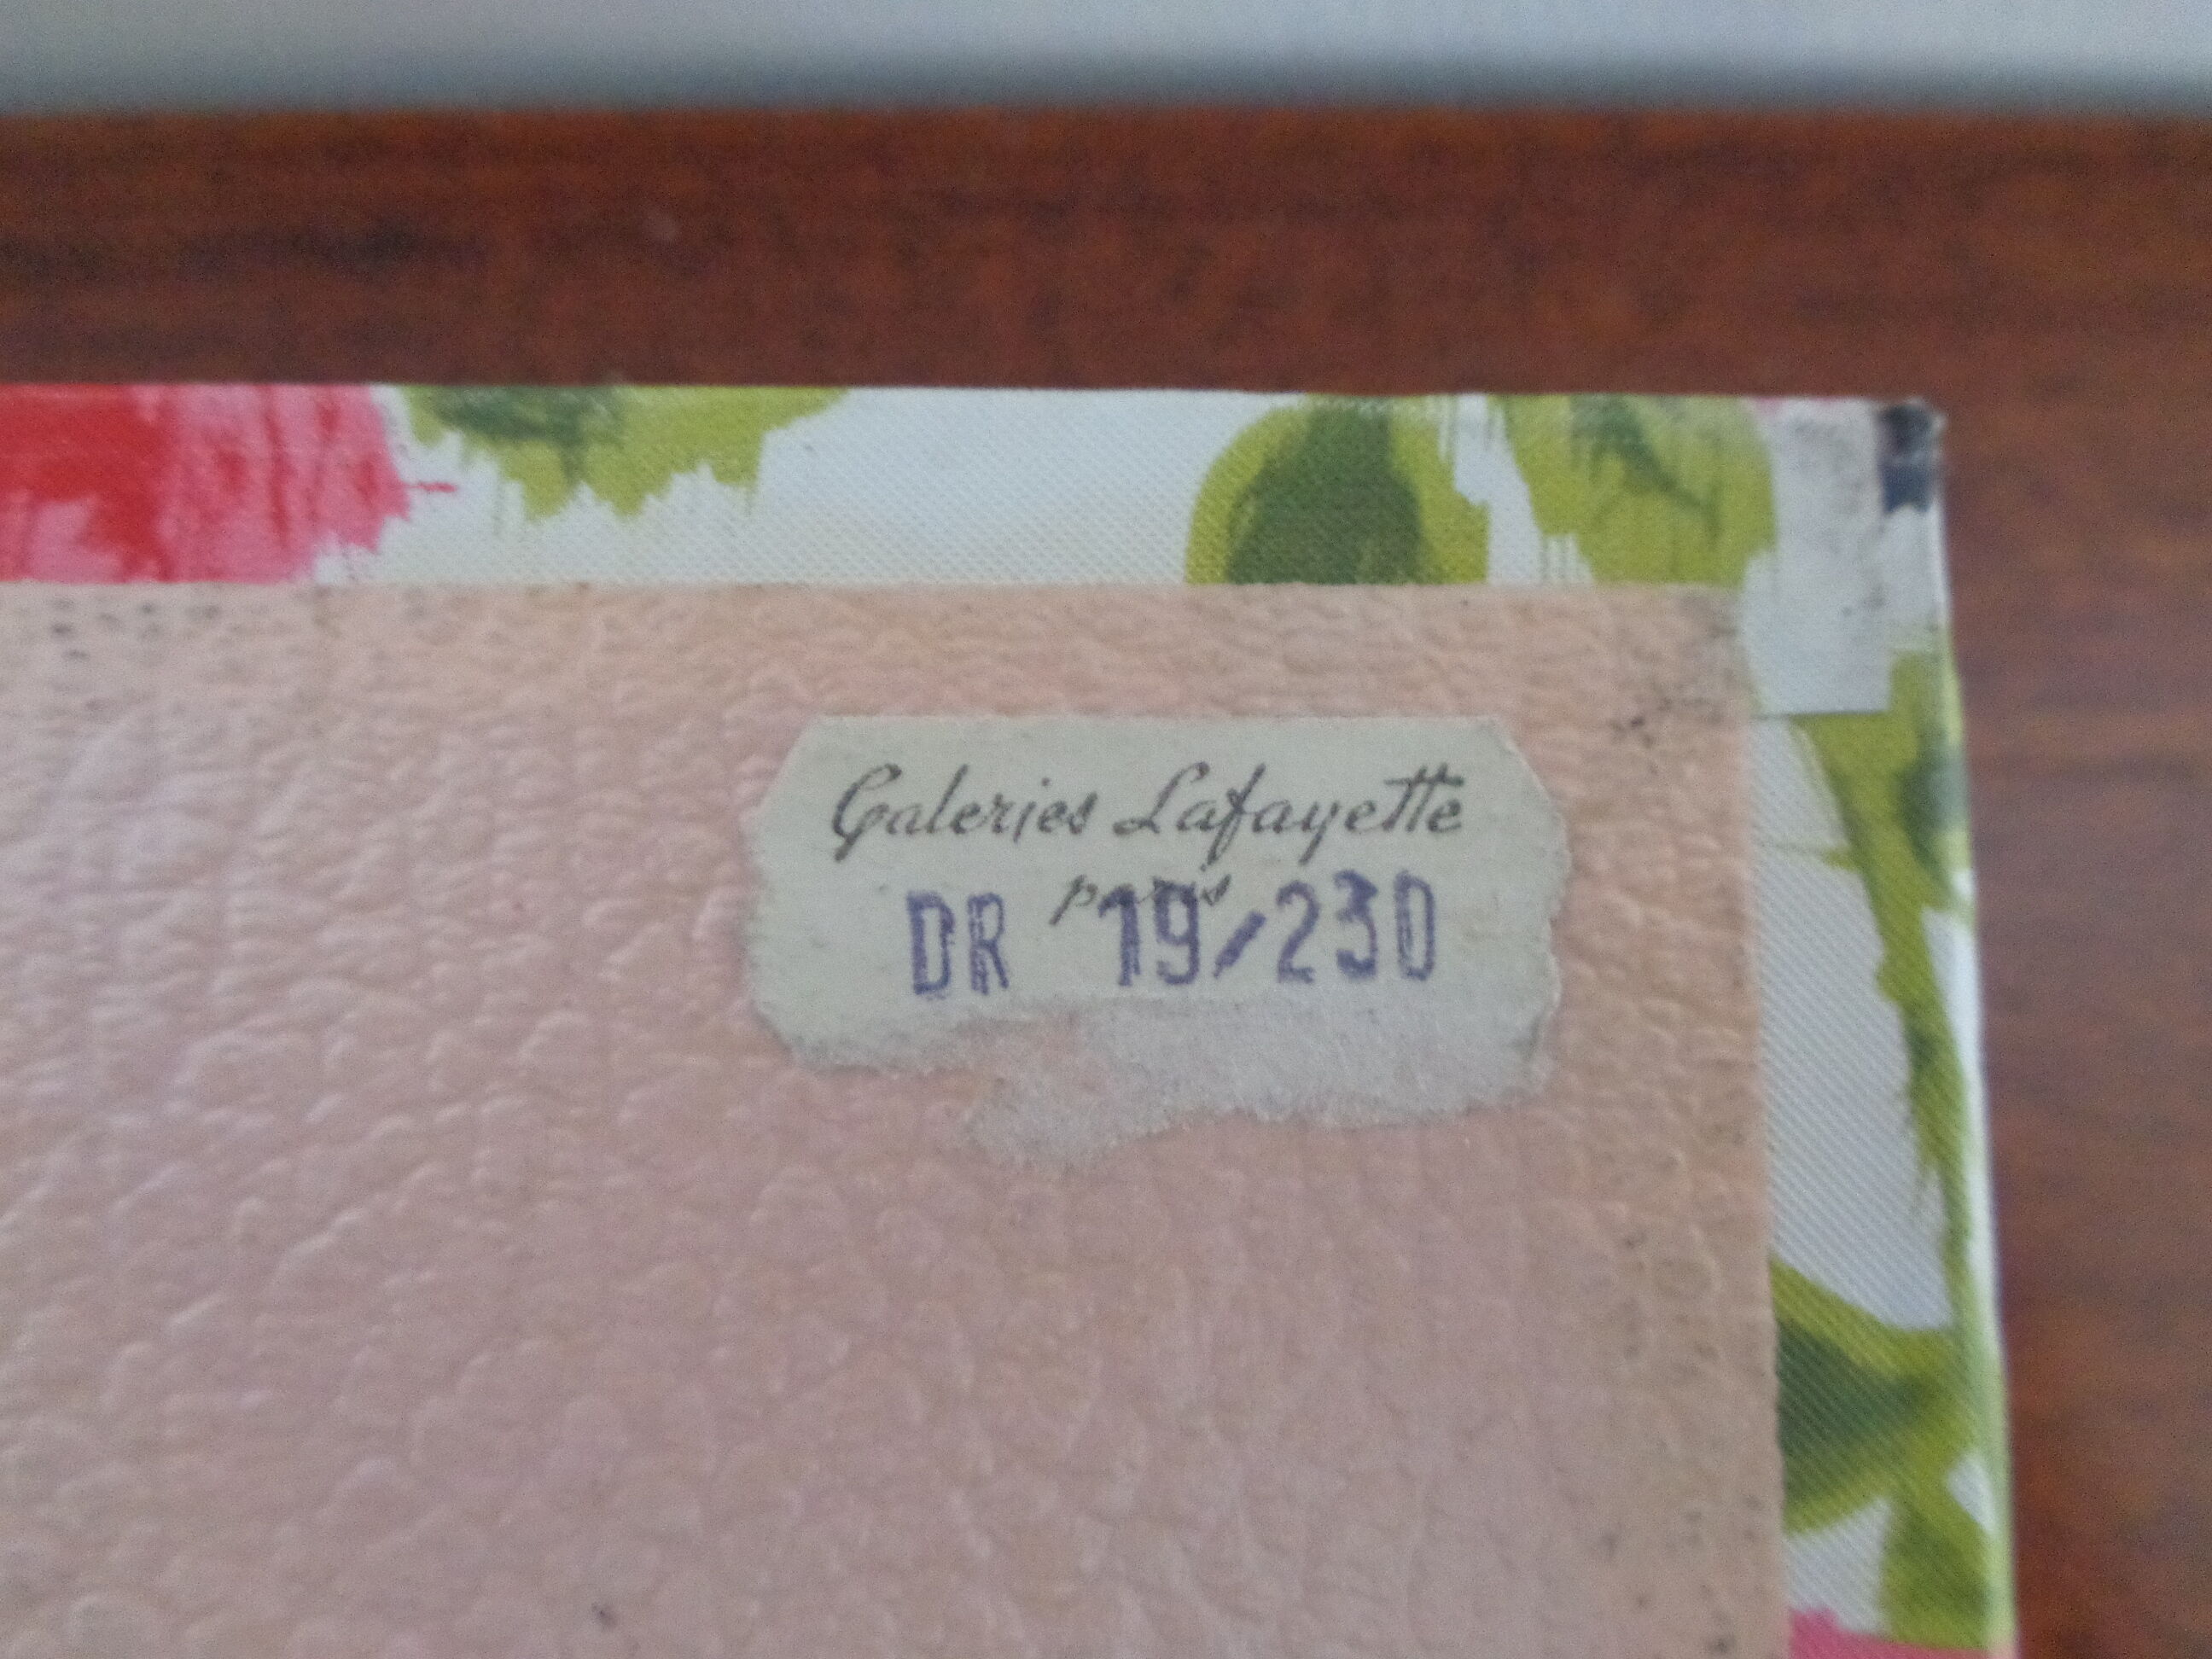 Galeries Lafayette
paris
DR 19/230